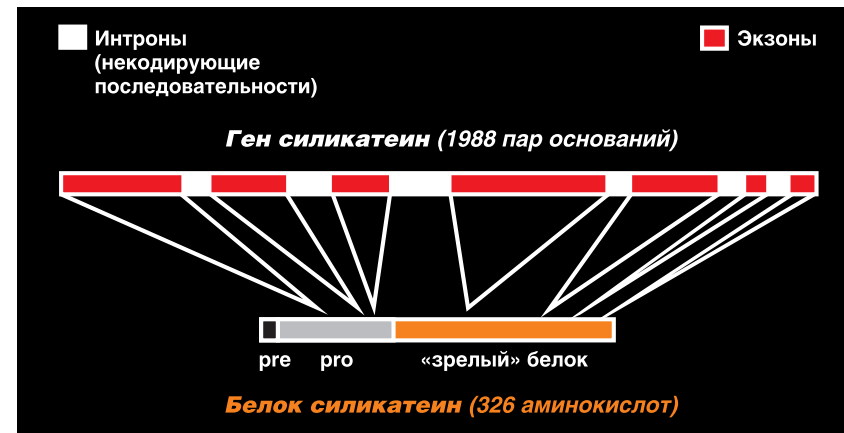 Интроны
(некодирующие
последовательности)
Экзоны
Ген силикатеин (1988 пар оснований)
pre pro «зрелый» белок
Белок силикатеин (326 аминокислот)